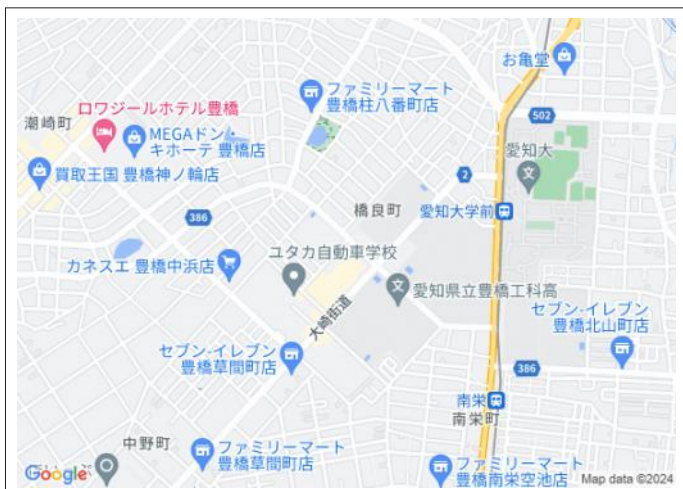 お亀堂
ファミリーマート
豊橋柱八番町店
ロワジールホテル豊橋
潮崎町
502
MEGAドン・
キホーテ 豊橋店
愛知大
買取王国 豊橋神ノ輪店
2
橋良町
386
愛知大学前
ユタカ自動車学校
カネスエ 豊橋中浜店
愛知県立豊橋工科高
大崎街道
セブン-イレブン
豊橋北山町店
セブン-イレブン
豊橋草間町店
386
南栄
南栄町
中野町
ファミリーマート
豊橋草間町店
ファミリーマート
豊橋南栄空池店
Google
Map data ©2024